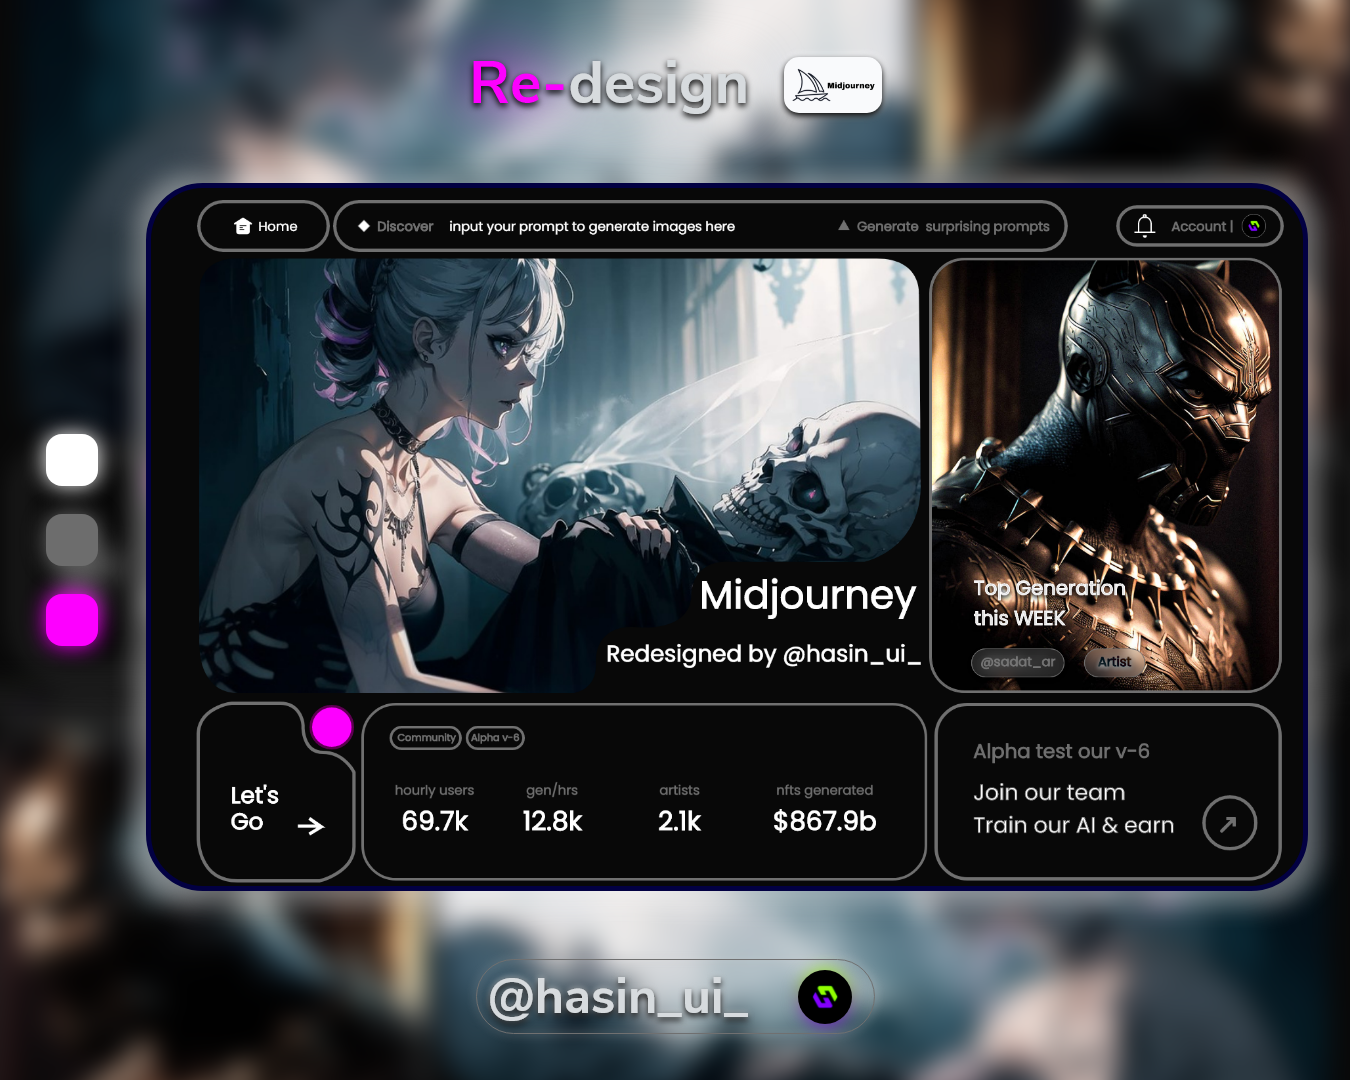 Re-design
Midjourney
Home
Discover input your prompt to generate images here
Generate surprising prompts
Account |
Midjourney
Redesigned by @hasin_ui_
Top Generation
this WEEK
@sadat_ar
Artist
Let's
Go
Community
Alpha v-6
hourly users
69.7k
gen/hrs
12.8k
artists
2.1k
nfts generated
$867.9b
Alpha test our v-6
Join our team
Train our AI & earn
@hasin_ui_